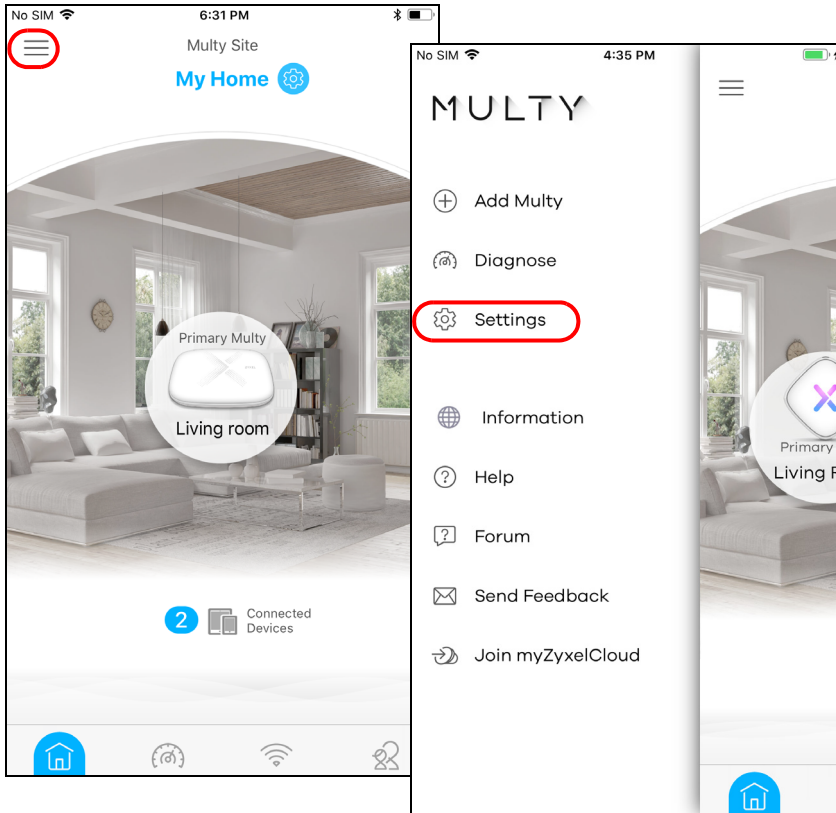 No SIM 6:31 PM
Multy Site
My Home
Primary Multy
Living room
2 Connected
Devices
No SIM 4:35 PM
MULTY
Add Multy
Diagnose
Settings
Information
Help
Forum
Send Feedback
Join myZyxelCloud
Primary
Living